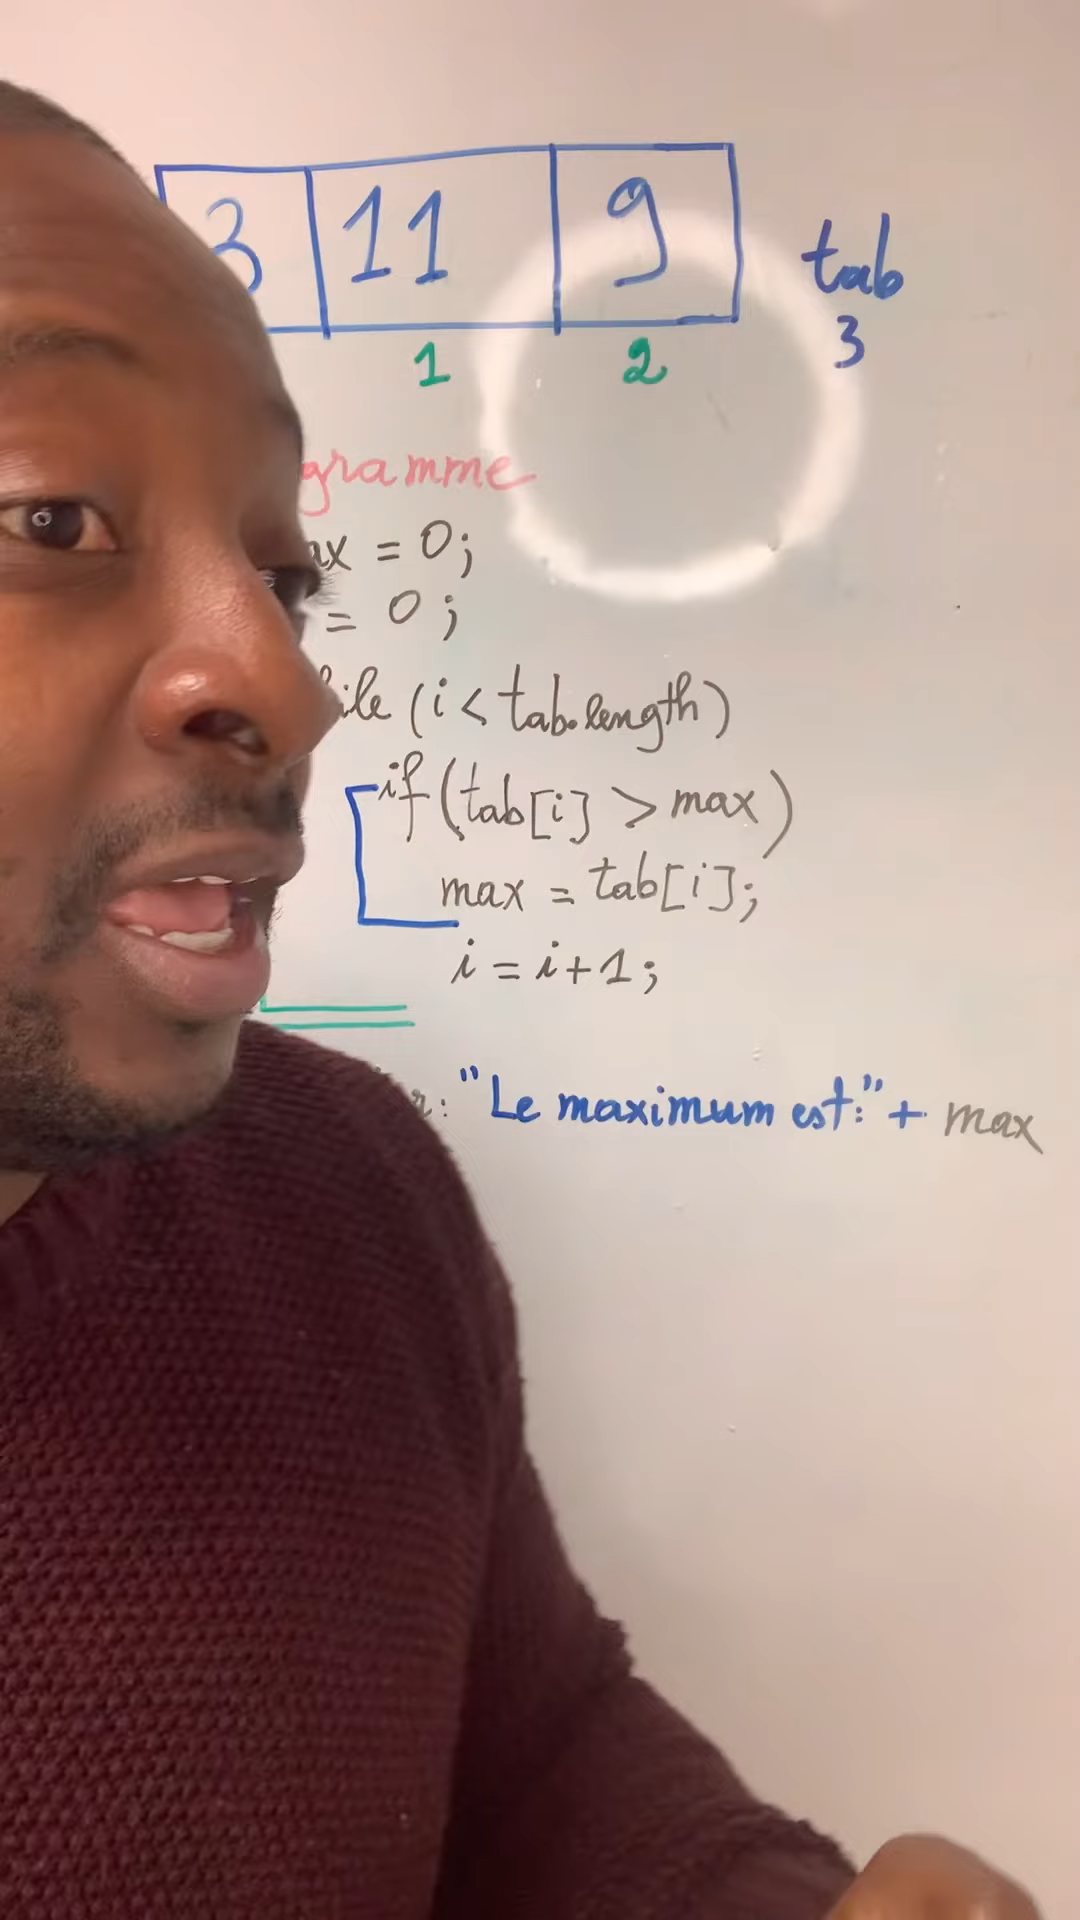 3 11 9 tab
1 2 3
gramme
ax = 0;
= 0;
ile (i < tab.length)
if (tab[i] > max)
max = tab[i];
i = i+1;
r: "Le maximum est:" + max